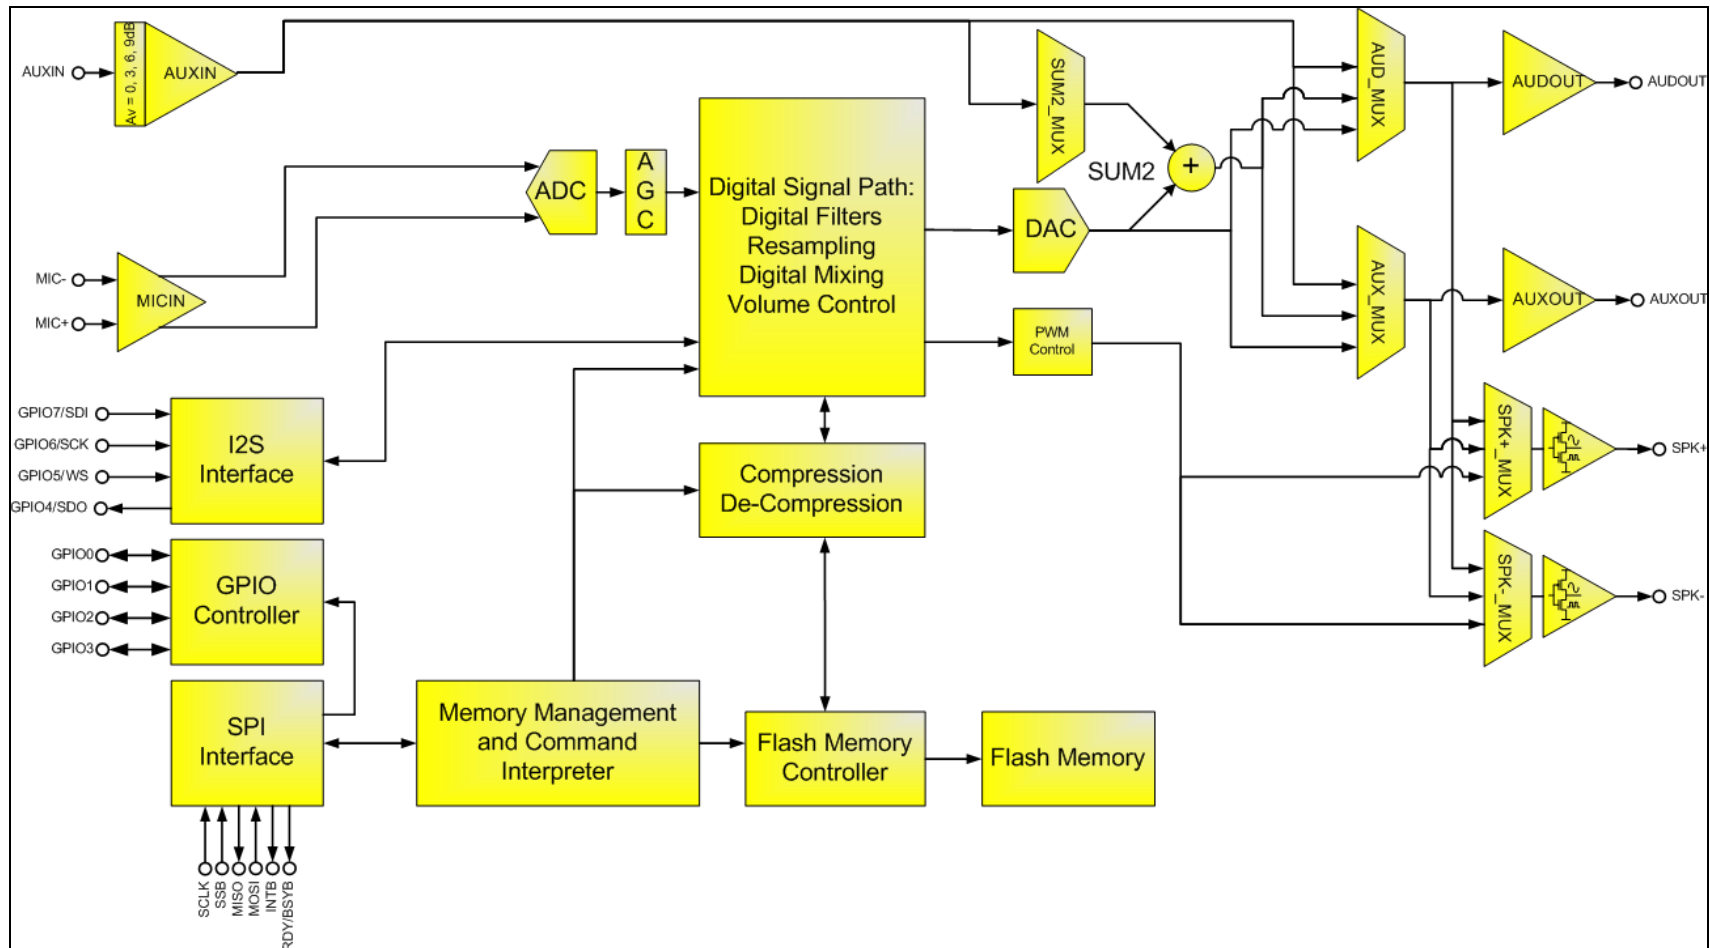 AUXIN
Av = 0, 3, 6, 9dB
AUXIN
SUM2_MUX
AUD_MUX
AUDOUT
AUDOUT
MIC-
MIC+
MICIN
ADC
A
G
C
Digital Signal Path:
Digital Filters
Resampling
Digital Mixing
Volume Control
SUM2
+
DAC
PWM
Control
AUX_MUX
AUXOUT
AUXOUT
GPIO7/SDI
GPIO6/SCK
GPIO5/WS
GPIO4/SDO
I2S
Interface
Compression
De-Compression
SPK+_MUX
SPK+
GPIO0
GPIO1
GPIO2
GPIO3
GPIO
Controller
SPK-_MUX
SPK-
SPI
Interface
Memory Management
and Command
Interpreter
Flash Memory
Controller
Flash Memory
SCLK
SSB
MISO
MOSI
INTB
RDY/BSYB